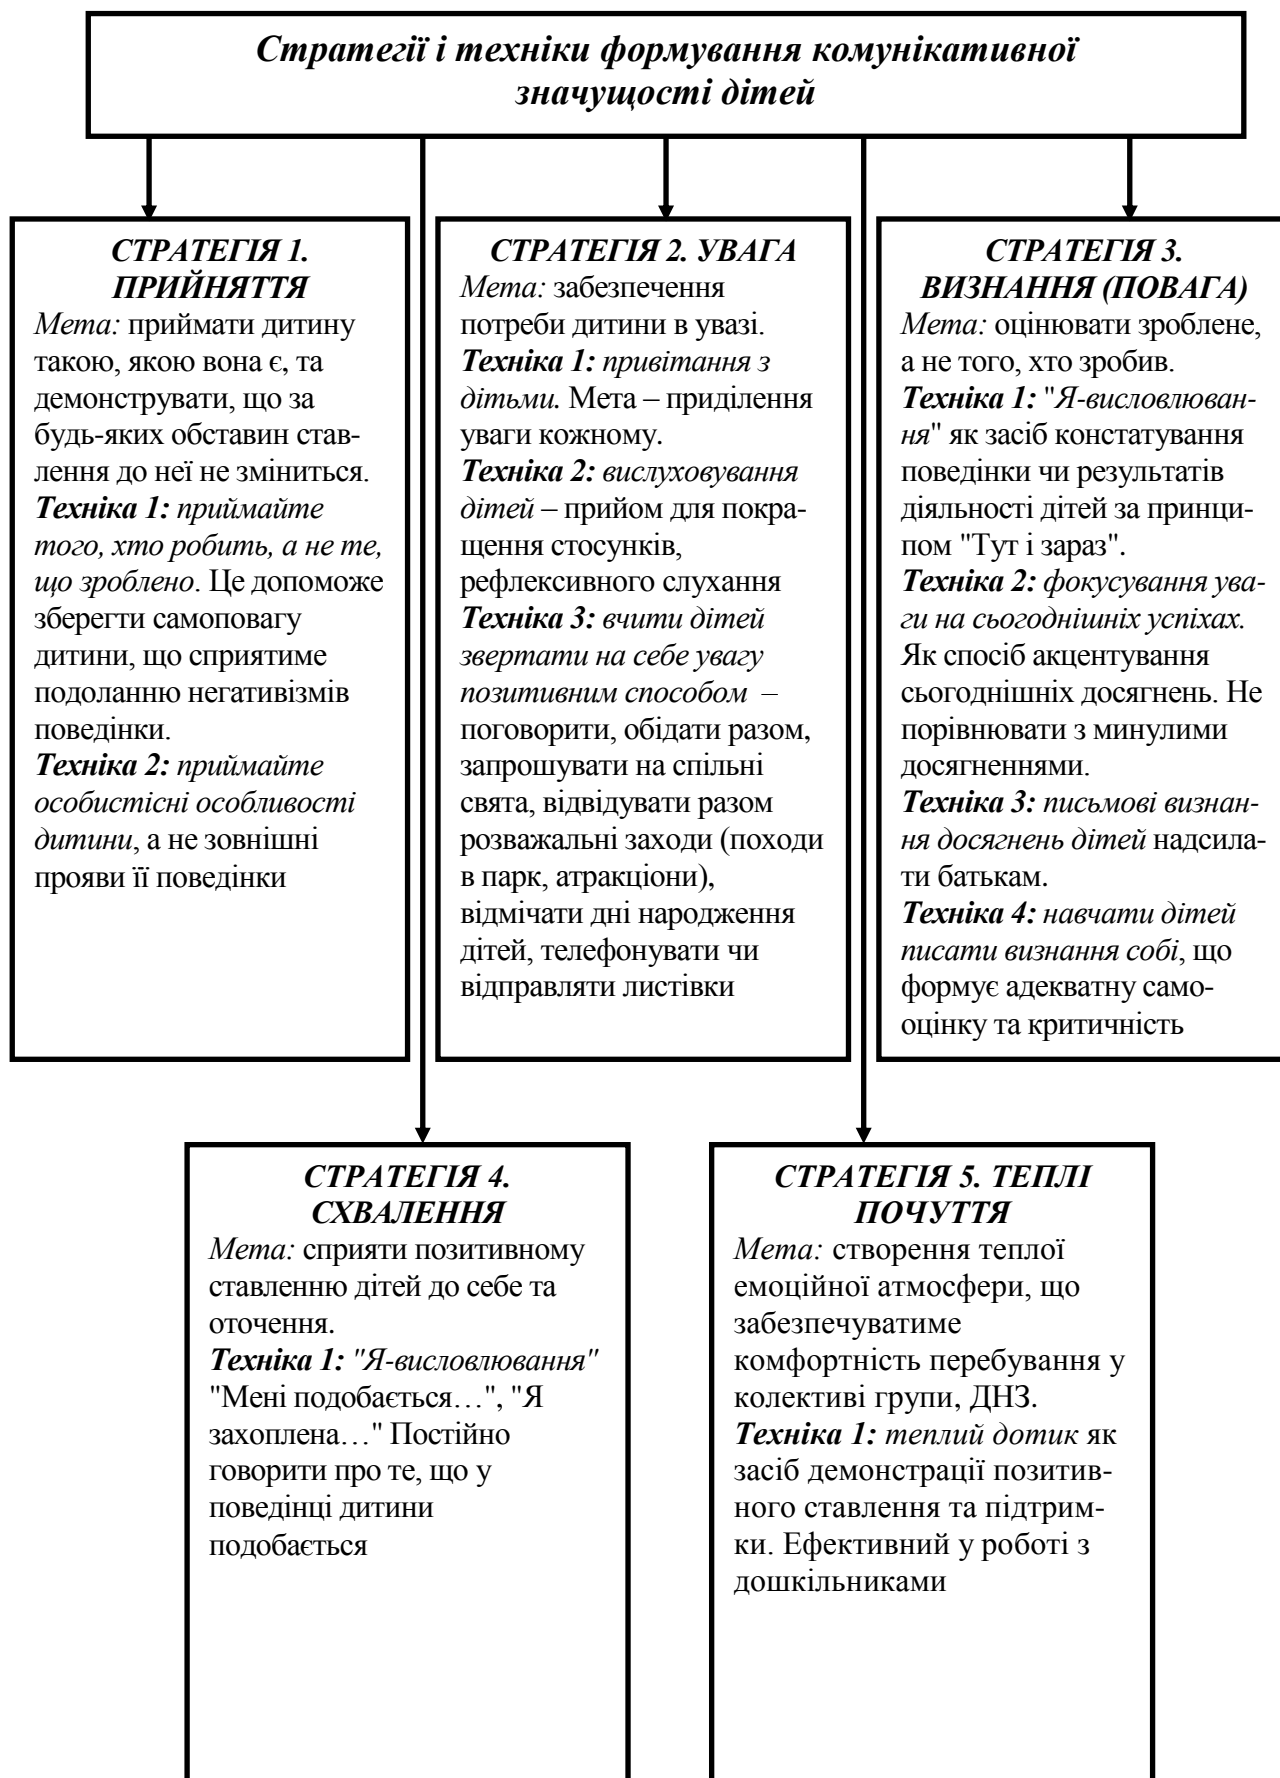 Стратегії і техніки формування комунікативної
значущості дітей
СТРАТЕГІЯ 1.
ПРИЙНЯТТЯ
Мета: приймати дитину
такою, якою вона є, та
демонструвати, що за
будь-яких обставин став-
лення до неї не зміниться.
Техніка 1: приймайте
того, хто робить, а не те,
що зроблено. Це допоможе
зберегти самоповагу
дитини, що сприятиме
подоланню негативізмів
поведінки.
Техніка 2: приймайте
особистісні особливості
дитини, а не зовнішні
прояви її поведінки
СТРАТЕГІЯ 2. УВАГА
Мета: забезпечення
потреби дитини в увазі.
Техніка 1: привітання з
дітьми. Мета – приділення
уваги кожному.
Техніка 2: вислуховування
дітей – прийом для покра-
щення стосунків,
рефлексивного слухання
Техніка 3: вчити дітей
звертати на себе увагу
позитивним способом –
поговорити, обідати разом,
запрошувати на спільні
свята, відвідувати разом
розважальні заходи (походи
в парк, атракціони),
відмічати дні народження
дітей, телефонувати чи
відправляти листівки
СТРАТЕГІЯ 3.
ВИЗНАННЯ (ПОВАГА)
Мета: оцінювати зроблене,
а не того, хто зробив.
Техніка 1: "Я-висловлюван-
ня" як засіб констатування
поведінки чи результатів
діяльності дітей за принци-
пом "Тут і зараз".
Техніка 2: фокусування ува-
ги на сьогоднішніх успіхах.
Як спосіб акцентування
сьогоднішніх досягнень. Не
порівнювати з минулими
досягненнями.
Техніка 3: письмові визнан-
ня досягнень дітей надсила-
ти батькам.
Техніка 4: навчати дітей
писати визнання собі, що
формує адекватну само-
оцінку та критичність
СТРАТЕГІЯ 4.
СХВАЛЕННЯ
Мета: сприяти позитивному
ставленню дітей до себе та
оточення.
Техніка 1: "Я-висловлювання"
"Мені подобається…", "Я
захоплена…" Постійно
говорити про те, що у
поведінці дитини
подобається
СТРАТЕГІЯ 5. ТЕПЛІ
ПОЧУТТЯ
Мета: створення теплої
емоційної атмосфери, що
забезпечуватиме
комфортність перебування у
колективі групи, ДНЗ.
Техніка 1: теплий дотик як
засіб демонстрації позитив-
ного ставлення та підтрим-
ки. Ефективний у роботі з
дошкільниками